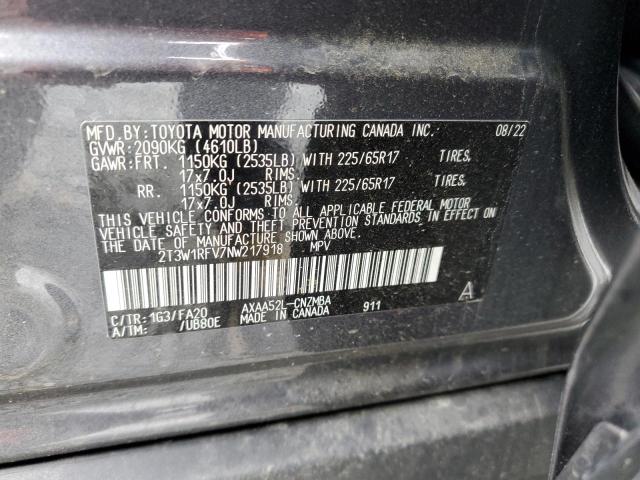 MFD.BY:TOYOTA MOTOR MANUFACTURING CANADA INC. 08/22
GVWR:2090KG (4610LB)
GAWR:FRT. 1150KG (2535LB) WITH 225/65R17 TIRES,
17x7.0J RIMS,
RR. 1150KG (2535LB) WITH 225/65R17 TIRES,
17x7.0J RIMS,
THIS VEHICLE CONFORMS TO ALL APPLICABLE FEDERAL MOTOR
VEHICLE SAFETY AND THEFT PREVENTION STANDARDS IN EFFECT
ON THE DATE OF MANUFACTURE SHOWN ABOVE.
2T3W1RFV7NW217918 MPV
C/TR:1G3/FA20 AXAA52L-CNZMBA 911 A
A/TM: /UB80E MADE IN CANADA